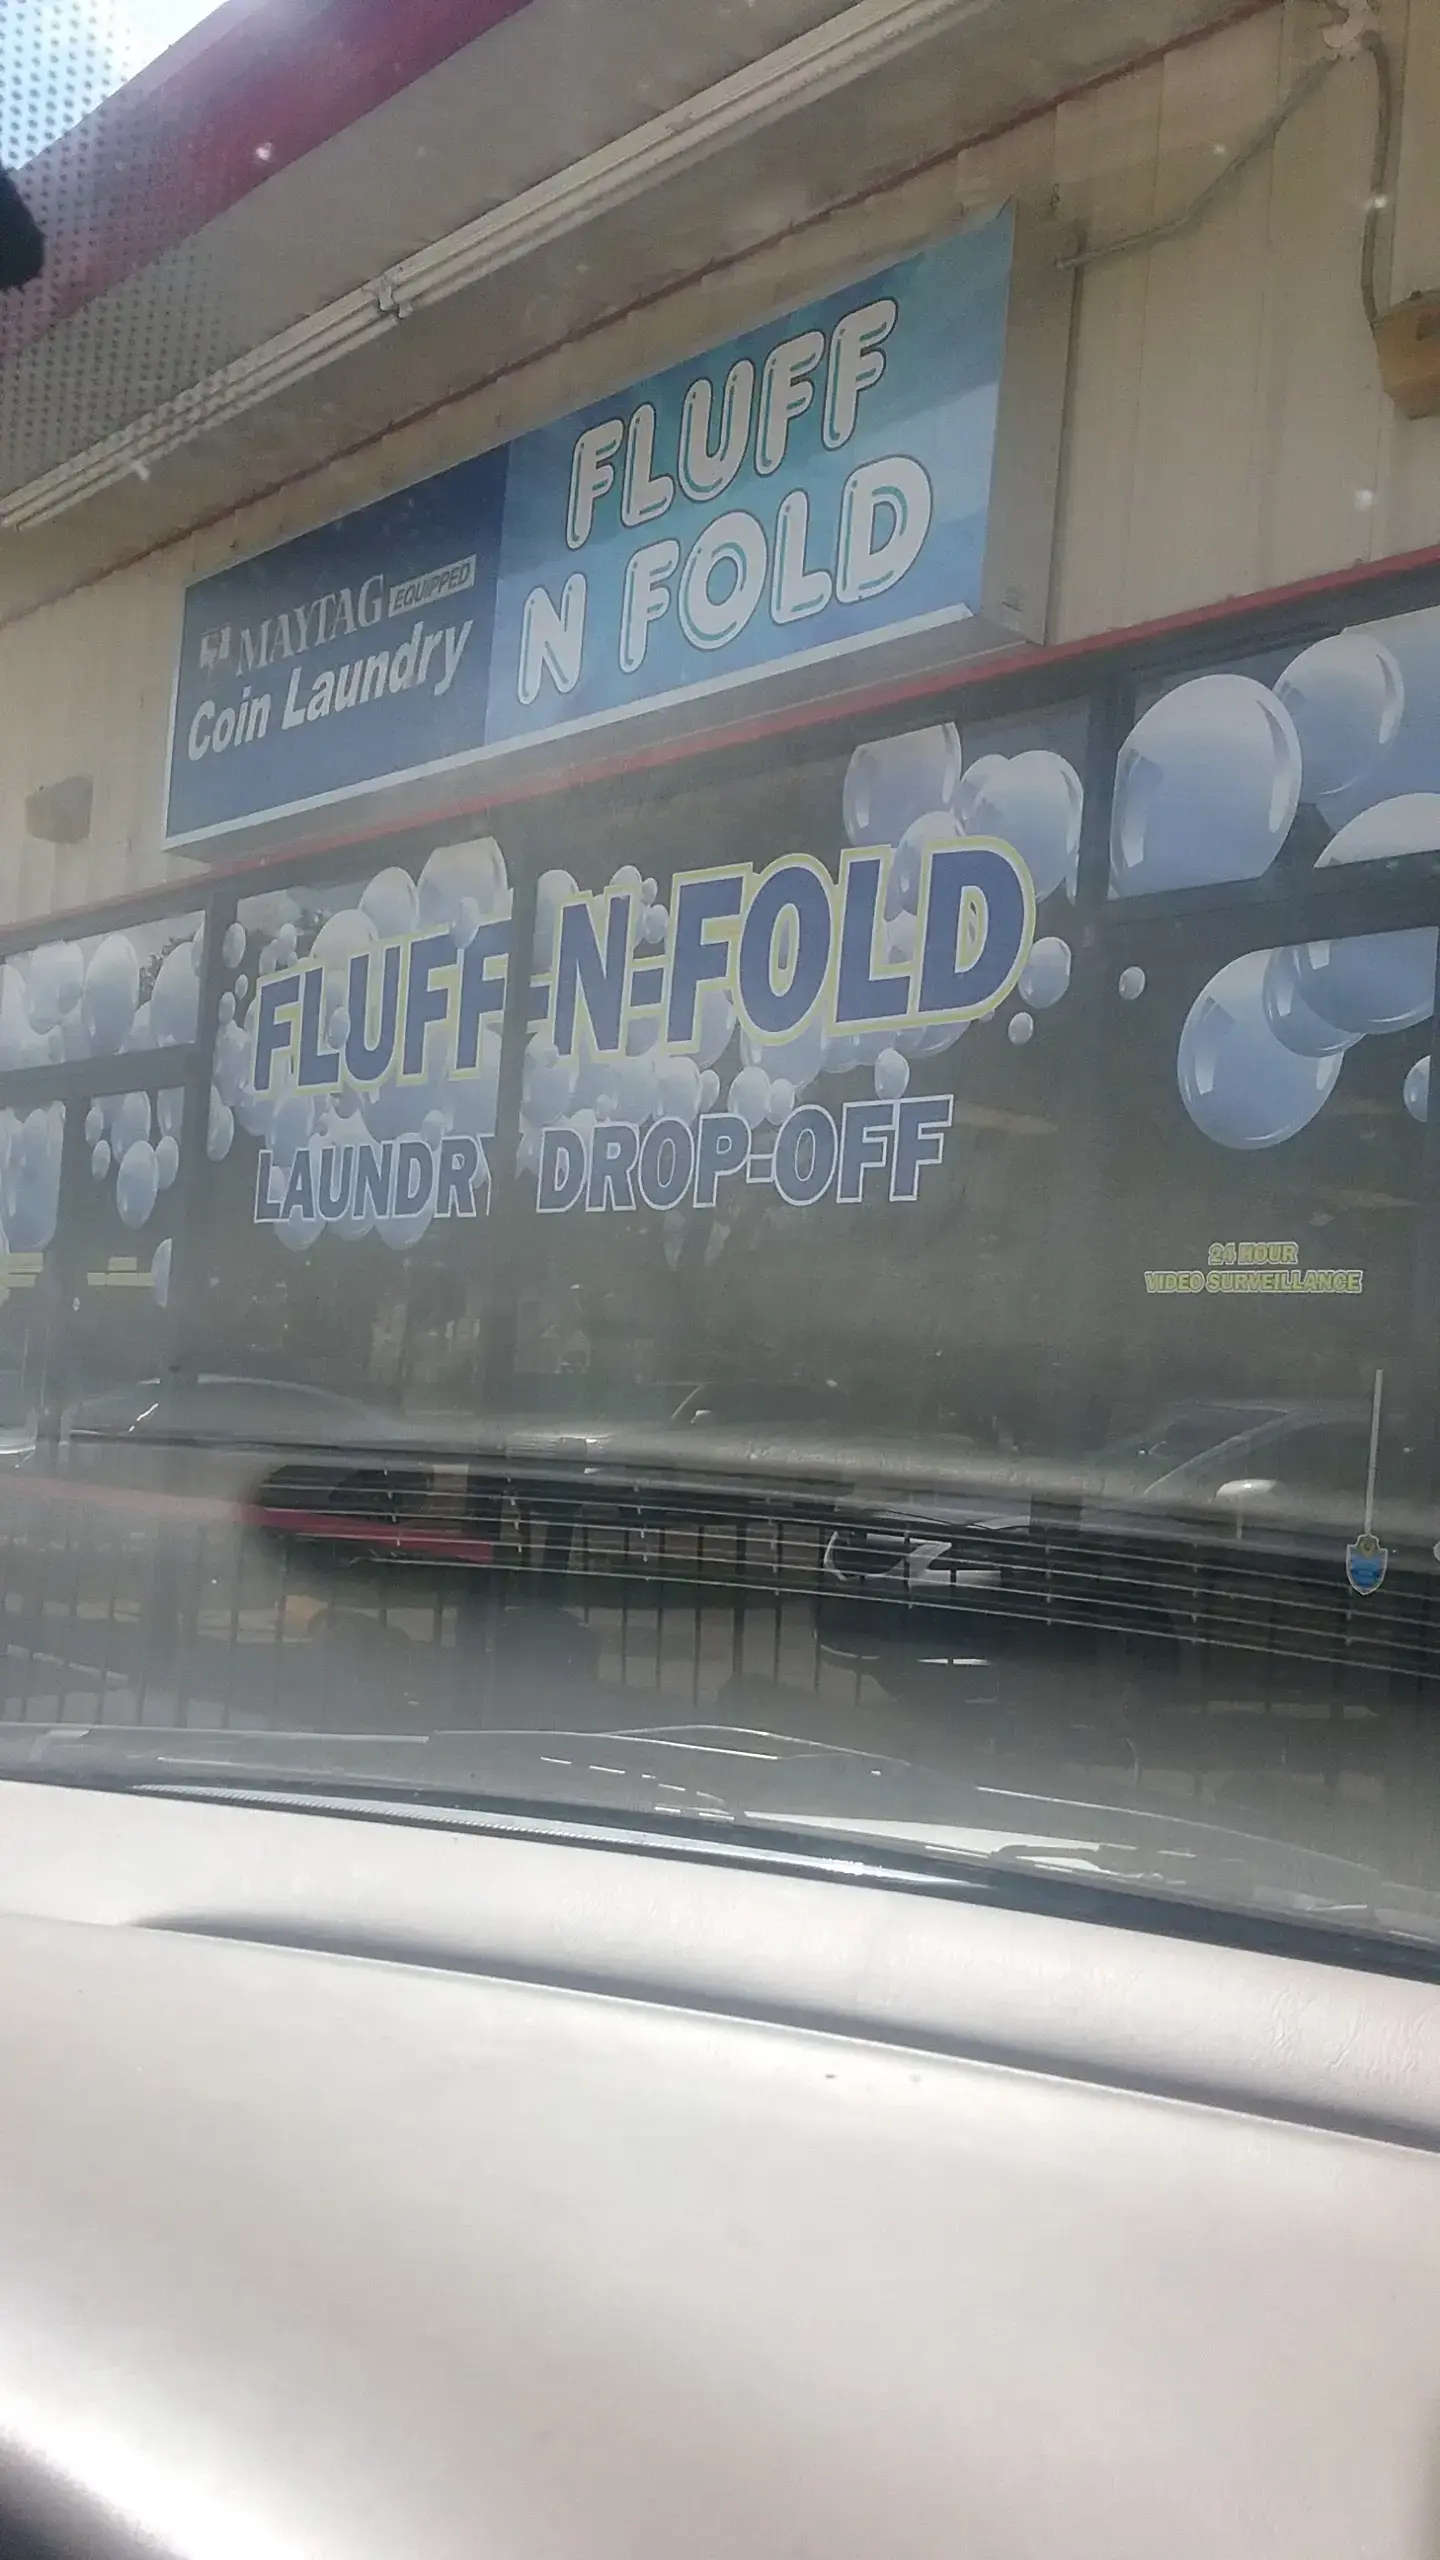 FLUFF
N FOLD
MAYTAG EQUIPPED
Coin Laundry
FLUFF-N-FOLD
LAUNDRY DROP-OFF
24 HOUR
VIDEO SURVEILLANCE